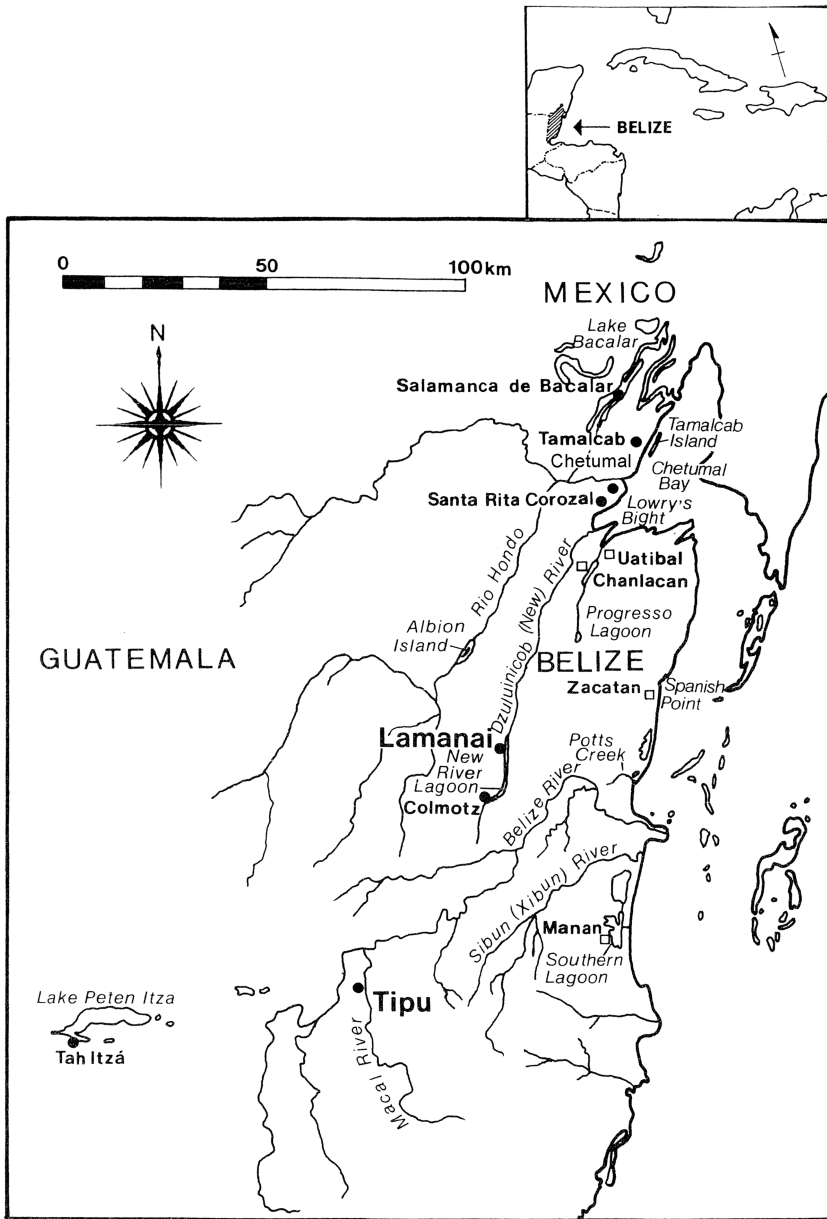 BELIZE
0 50 100km
MEXICO
N
Lake
Bacalar
Salamanca de Bacalar
Tamalcab
Island
Tamalcab
Chetumal
Chetumal
Bay
Santa Rita Corozal
Lowry's
Bight
Uatibal
Chanlacan
Rio Hondo
Dzuluinicob (New) River
Progresso
Lagoon
Albion
Island
GUATEMALA
BELIZE
Zacatan
Spanish
Point
Lamanai
New
River
Lagoon
Potts
Creek
Colmotz
Belize River
Sibun (Xibun) River
Manan
Southern
Lagoon
Lake Peten Itza
Tipu
Tah Itzá
Macal River